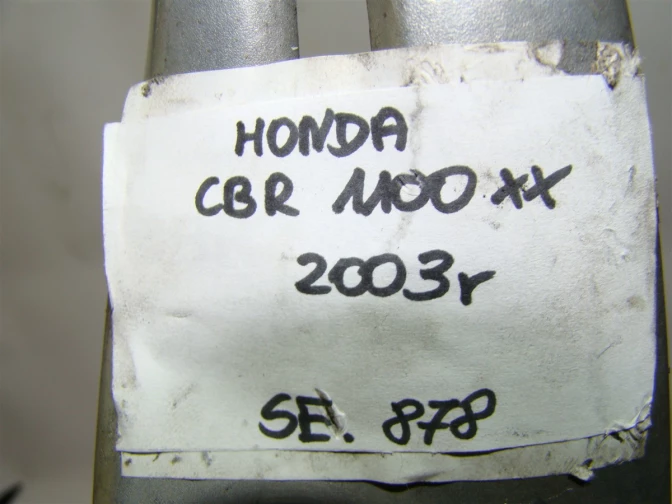 HONDA
CBR 1100 XX
2003r
SE. 878